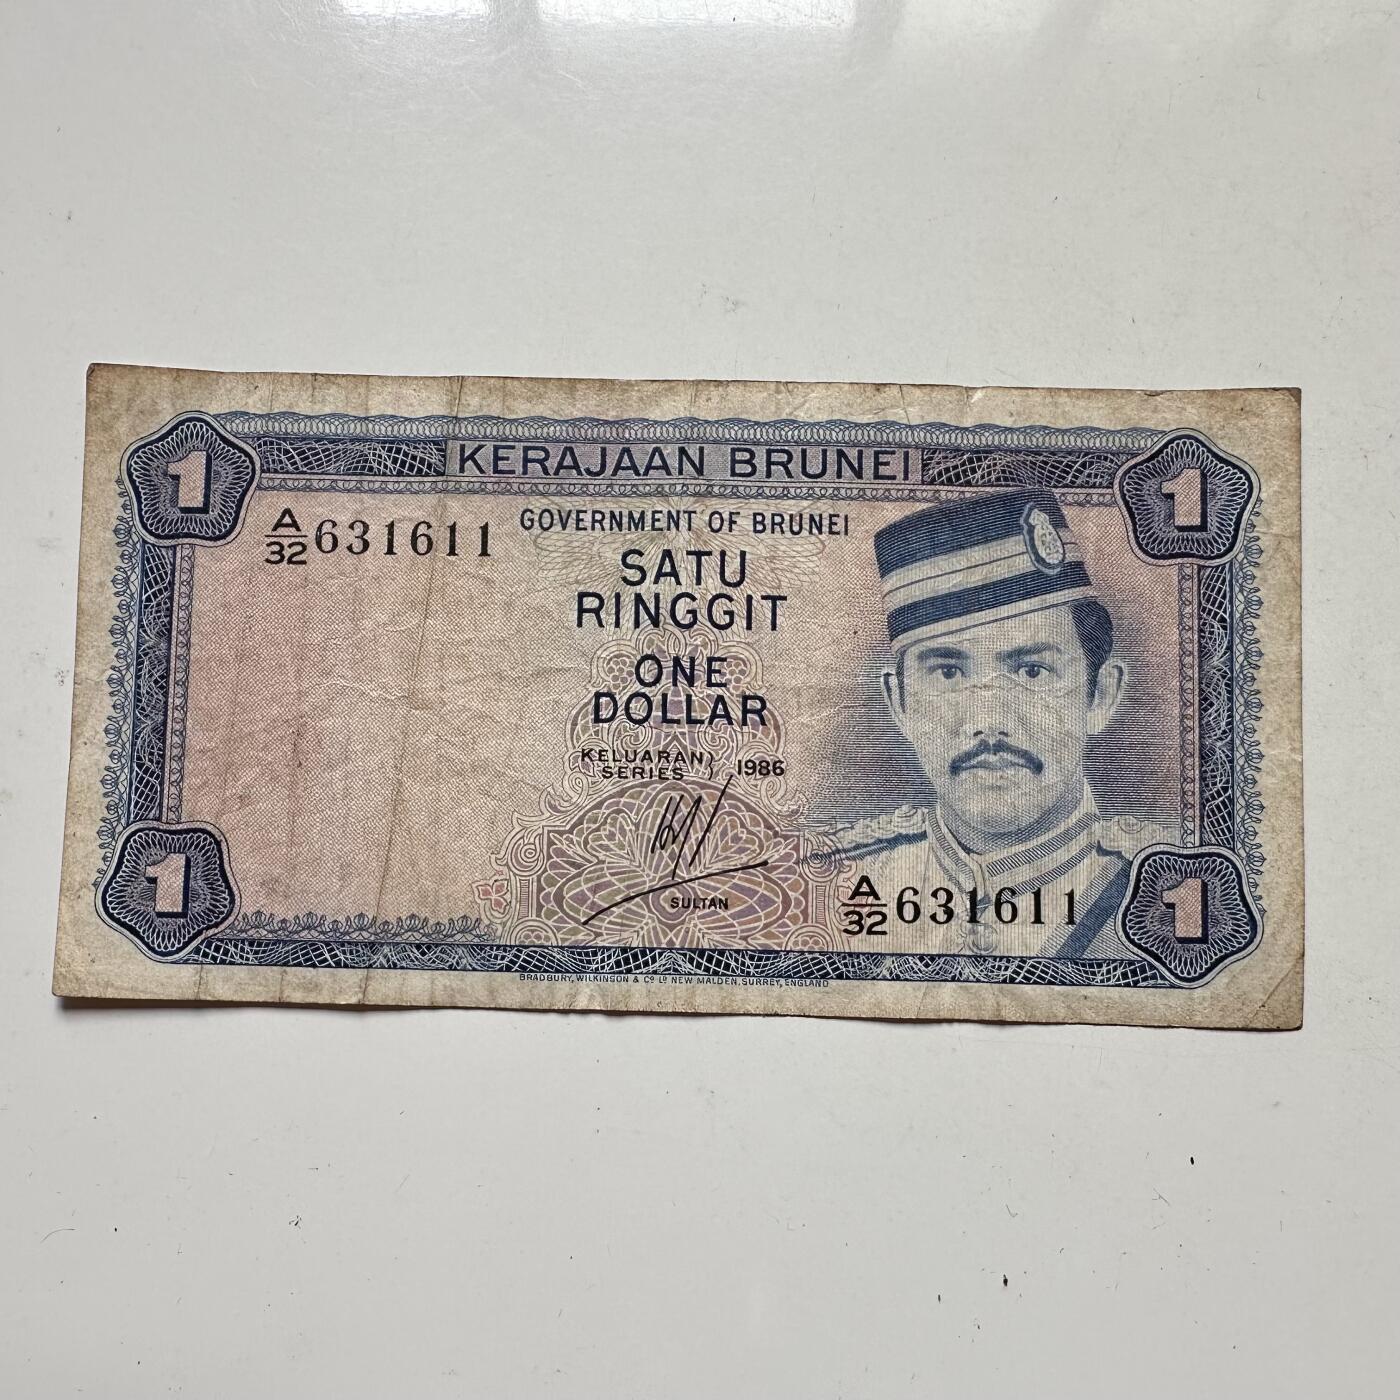 1 KERAJAAN BRUNEI 1
A/32 631611
GOVERNMENT OF BRUNEI
SATU
RINGGIT
ONE
DOLLAR
KELUARAN
SERIES } 1986
SULTAN
A/32 631611
1 1
BRADBURY, WILKINSON & Cº Lº NEW MALDEN, SURREY, ENGLAND